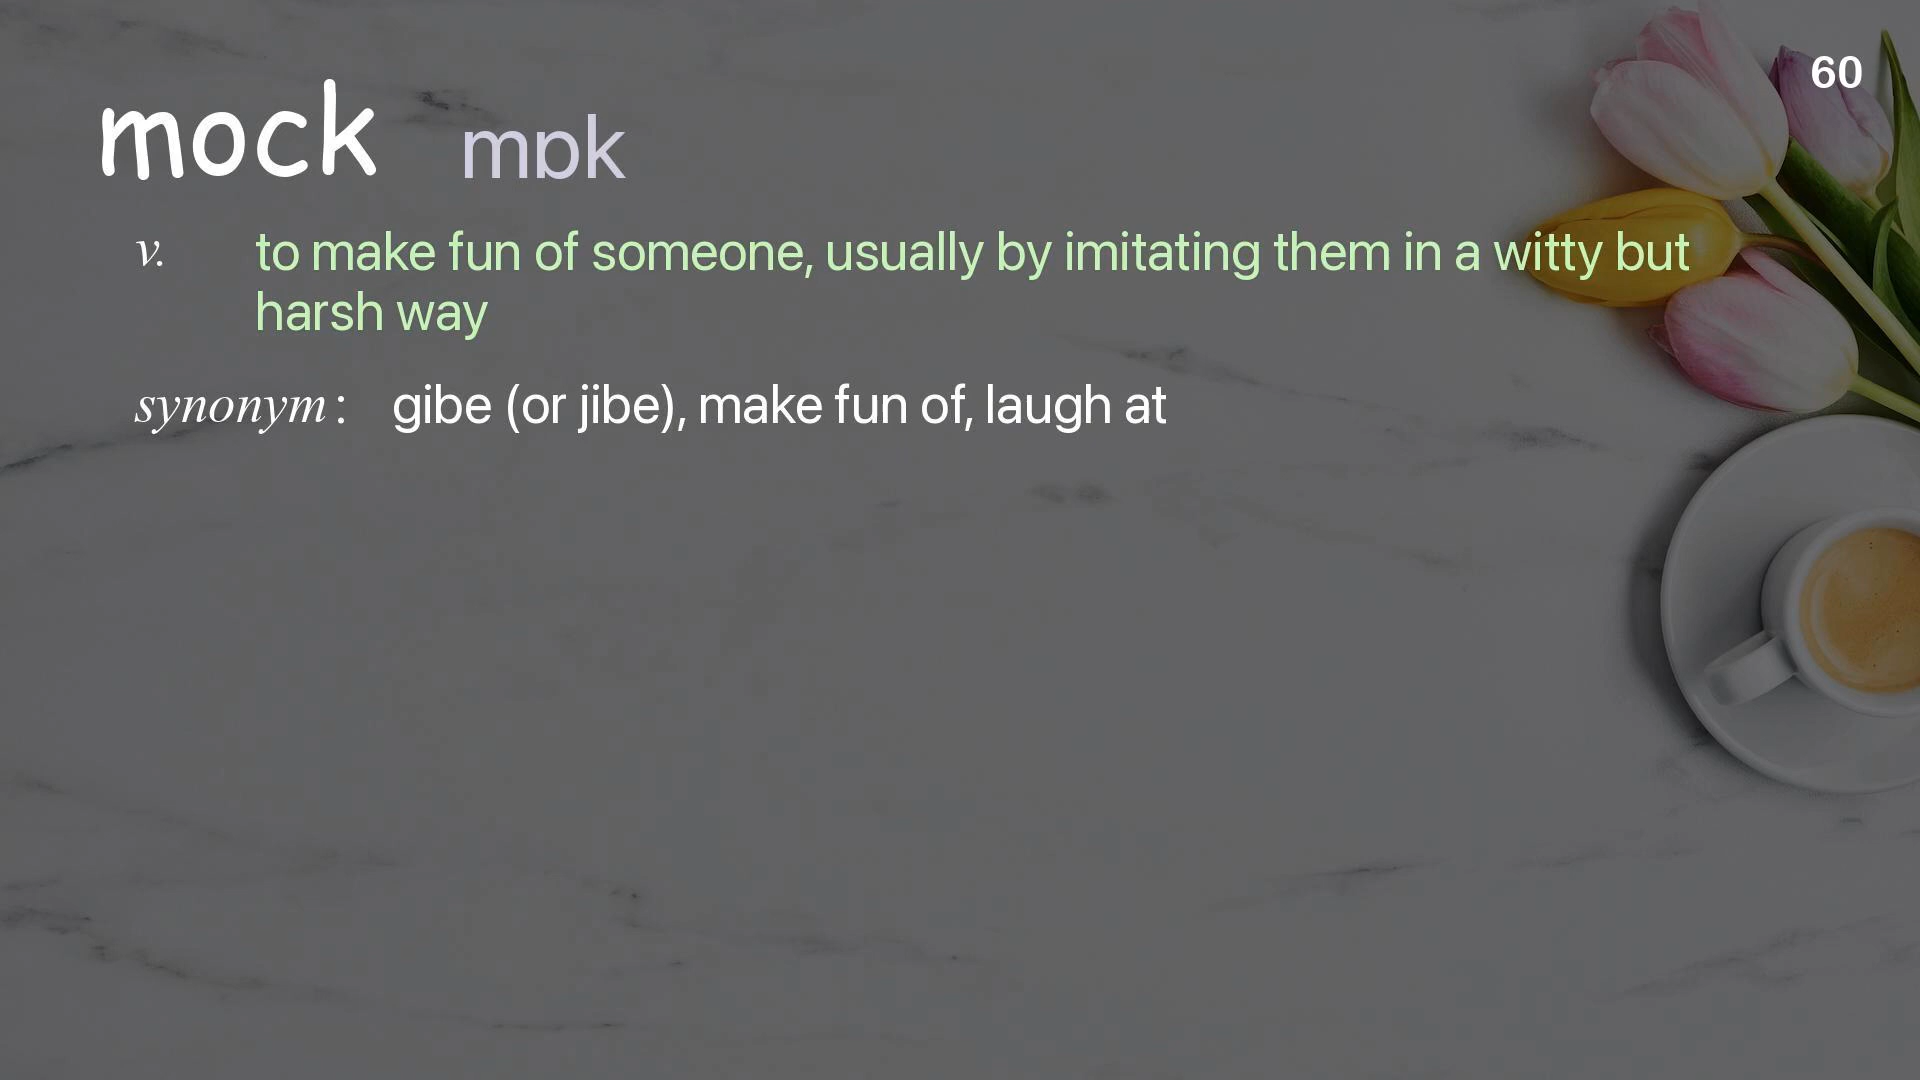 60
mock mɒk
v. to make fun of someone, usually by imitating them in a witty but
harsh way
synonym : gibe (or jibe), make fun of, laugh at